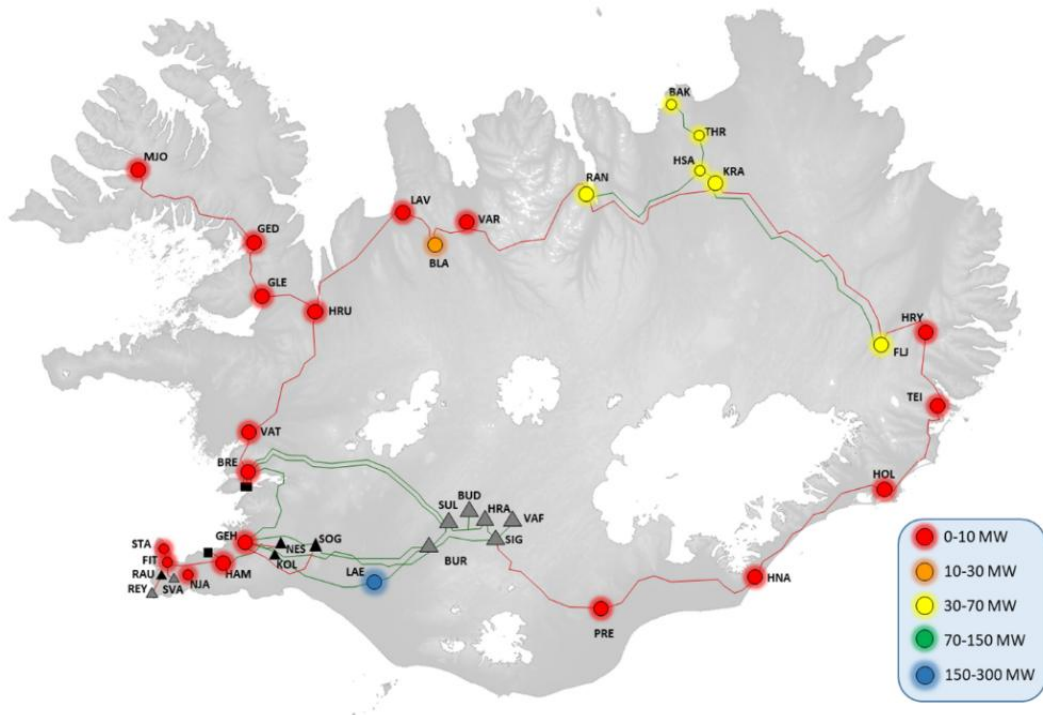 BAK
THR
MJO
HSA
KRA
RAN
LAV
VAR
GED
BLA
GLE
HRU
HRY
FLJ
TEI
VAT
BRE
HOL
BUD
SUL
HRA
VAF
GEH
SOG
SIG
STA
NES
BUR
FIT
KOL
LAE
HAM
RAU
NJA
SVA
REY
HNA
PRE
0-10 MW
10-30 MW
30-70 MW
70-150 MW
150-300 MW